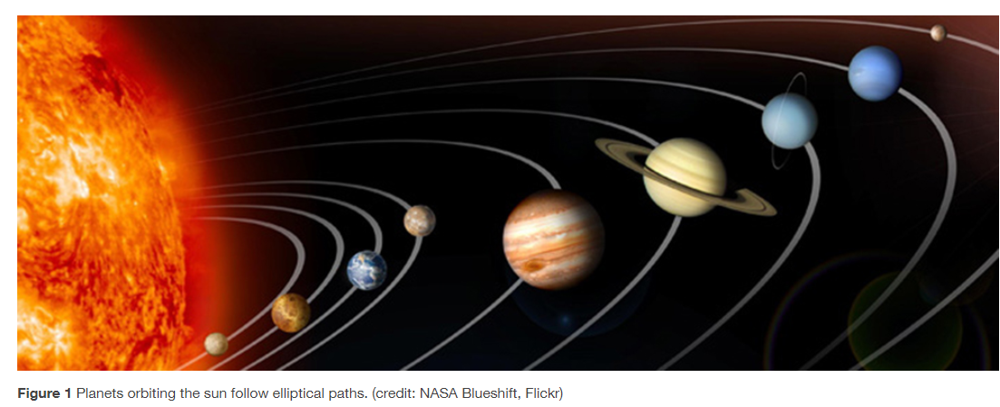 Figure 1 Planets orbiting the sun follow elliptical paths. (credit: NASA Blueshift, Flickr)